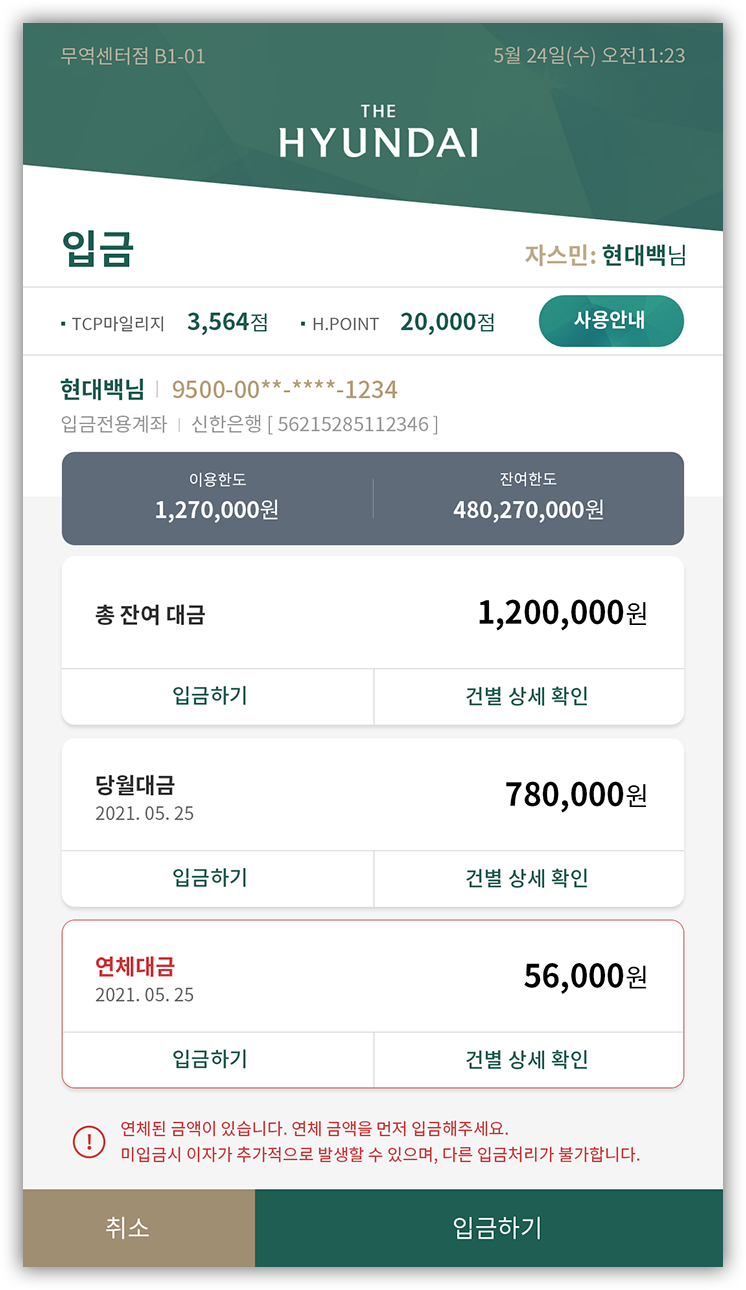 무역센터점 B1-01 5월 24일(수) 오전11:23
THE
HYUNDAI
입금 자스민: 현대백님
TCP마일리지 3,564점 H.POINT 20,000점 사용안내
현대백님 | 9500-00**-****-1234
입금전용계좌 | 신한은행 [ 56215285112346 ]
이용한도 잔여한도
1,270,000원 480,270,000원
총 잔여 대금 1,200,000원
입금하기 건별 상세 확인
당월대금 780,000원
2021. 05. 25
입금하기 건별 상세 확인
연체대금 56,000원
2021. 05. 25
입금하기 건별 상세 확인
연체된 금액이 있습니다. 연체 금액을 먼저 입금해주세요.
미입금시 이자가 추가적으로 발생할 수 있으며, 다른 입금처리가 불가합니다.
취소 입금하기